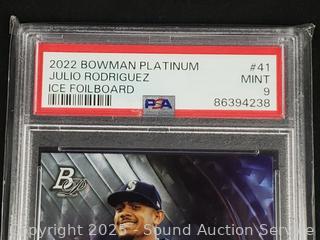 2022 BOWMAN PLATINUM #41
JULIO RODRIGUEZ MINT
ICE FOILBOARD 9
PSA 86394238
B
Copyright 2025 - Sound Auction Service